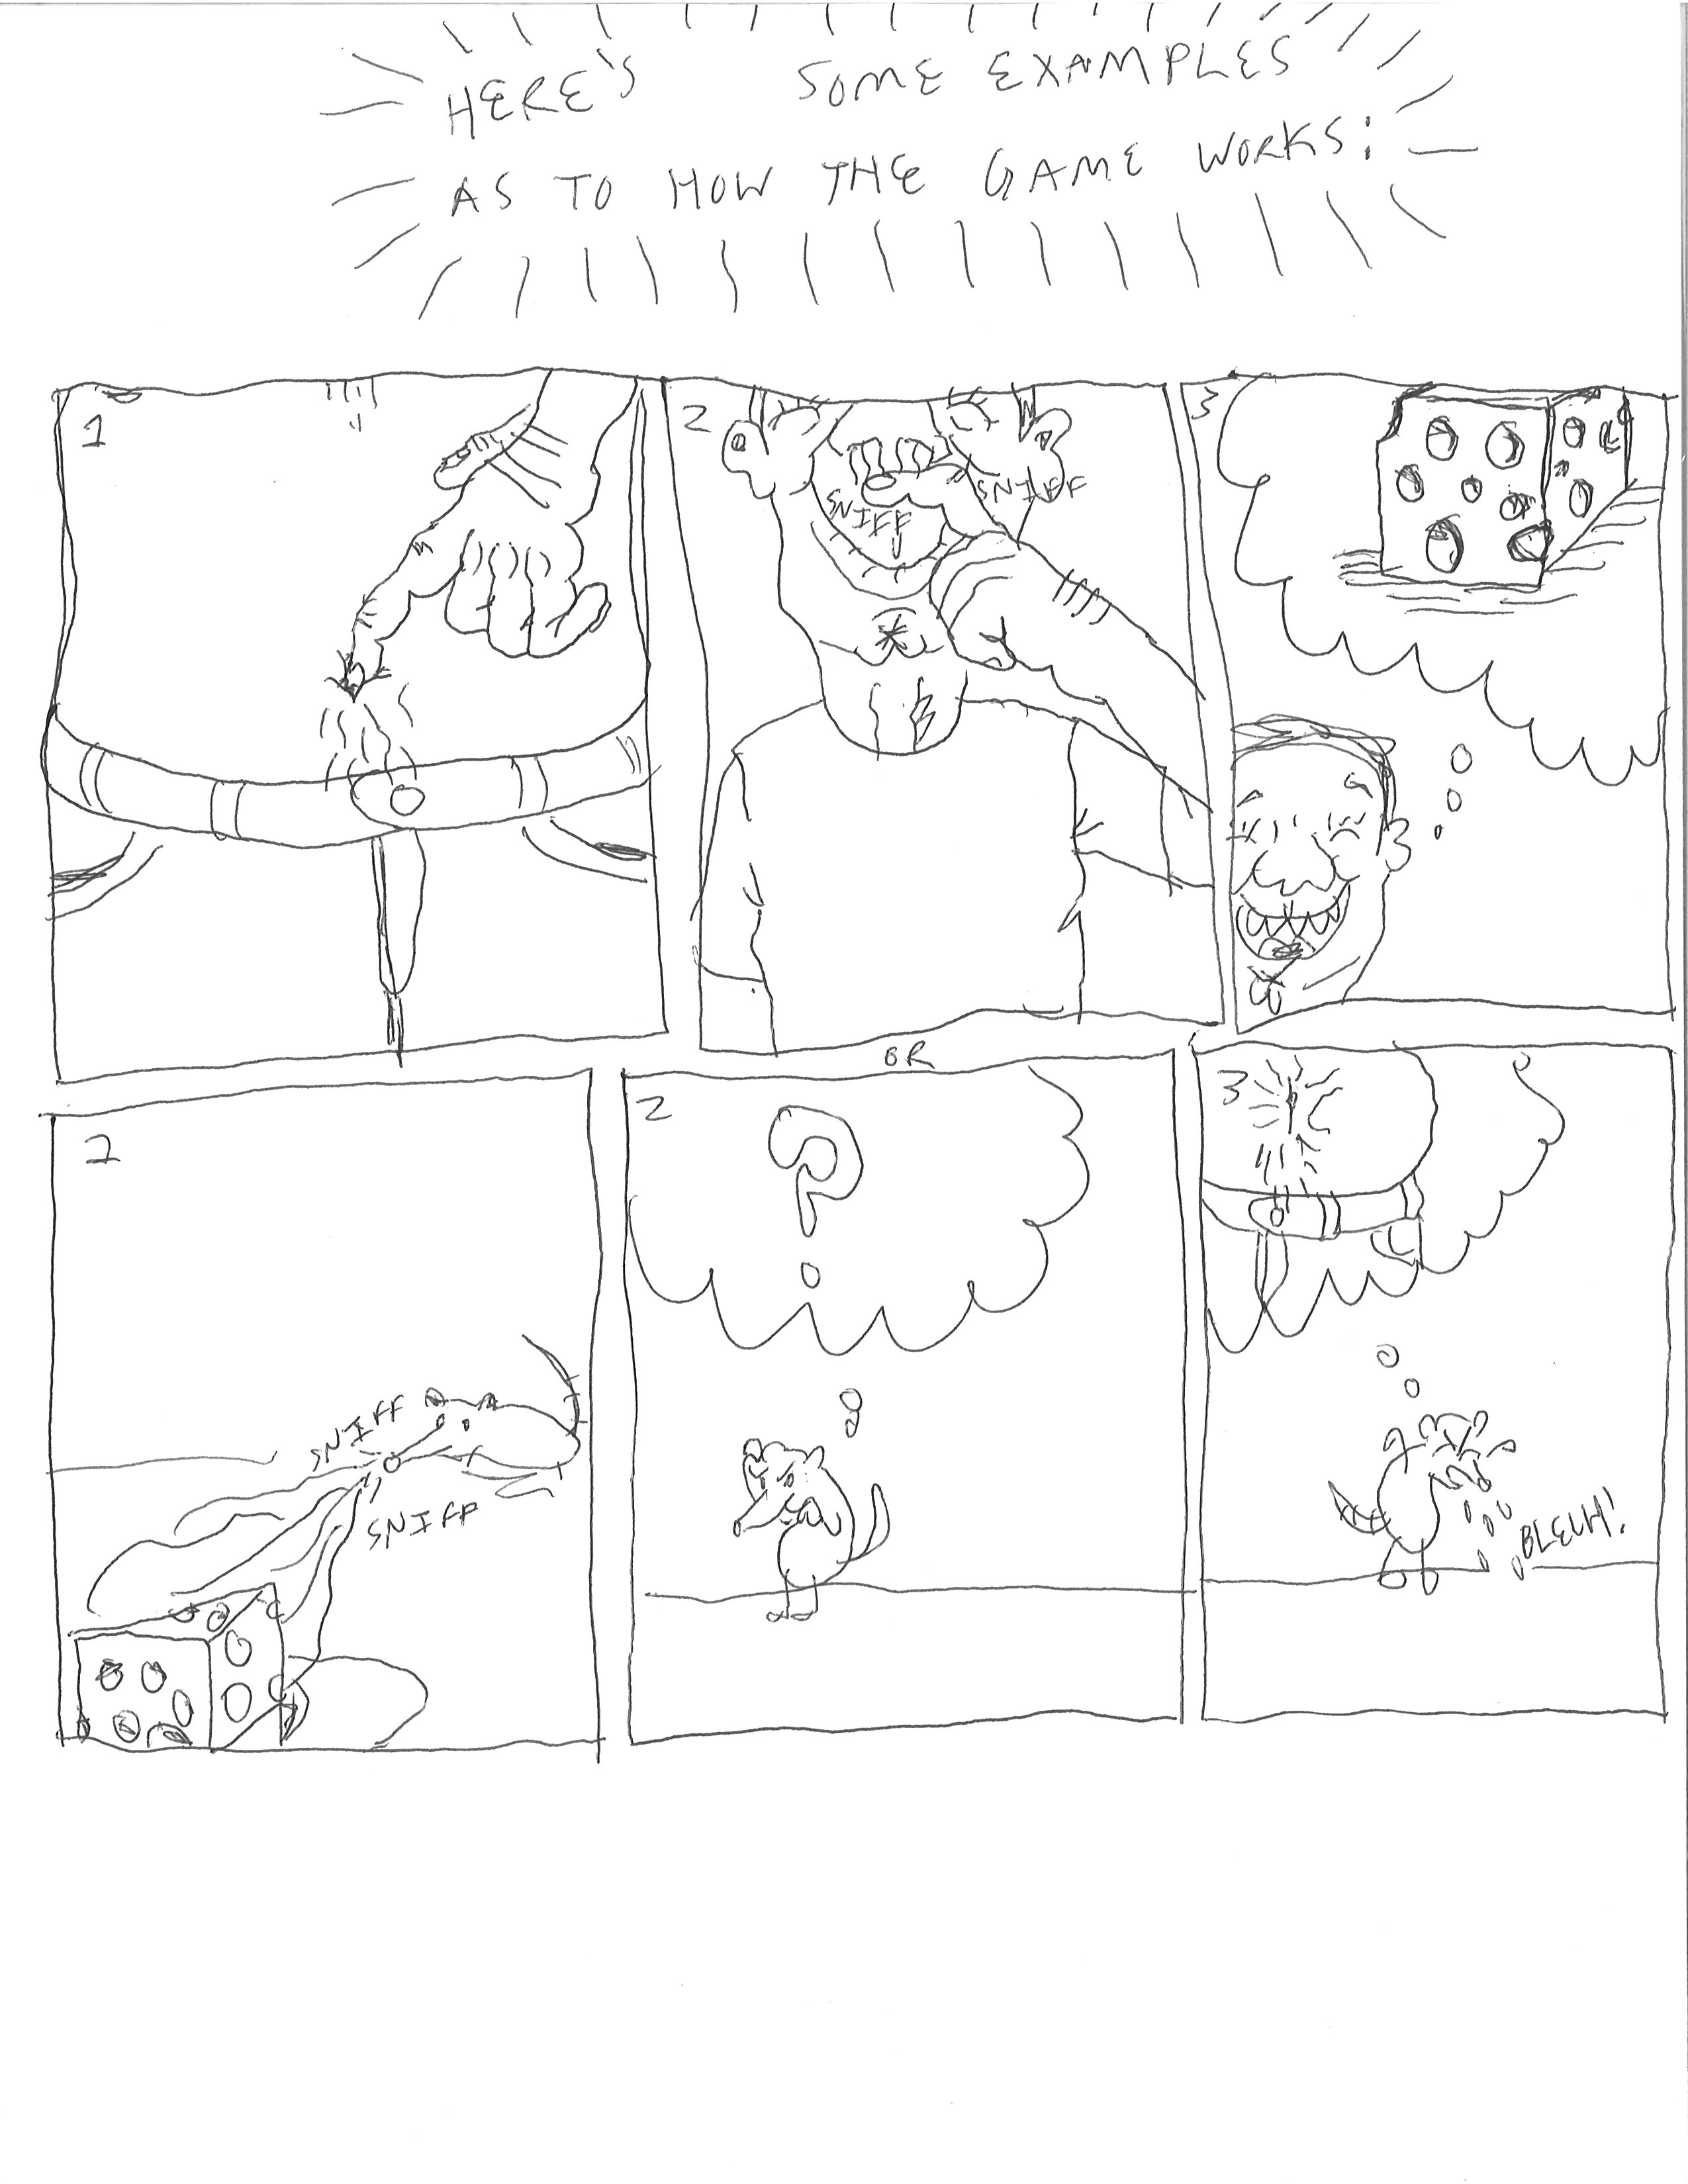 HERE'S SOME EXAMPLES
AS TO HOW THE GAME WORKS:
1
2
SNIFF
SNIFF
3
OR
1
SNIFF
SNIFF
2
?
3
BLEUH!